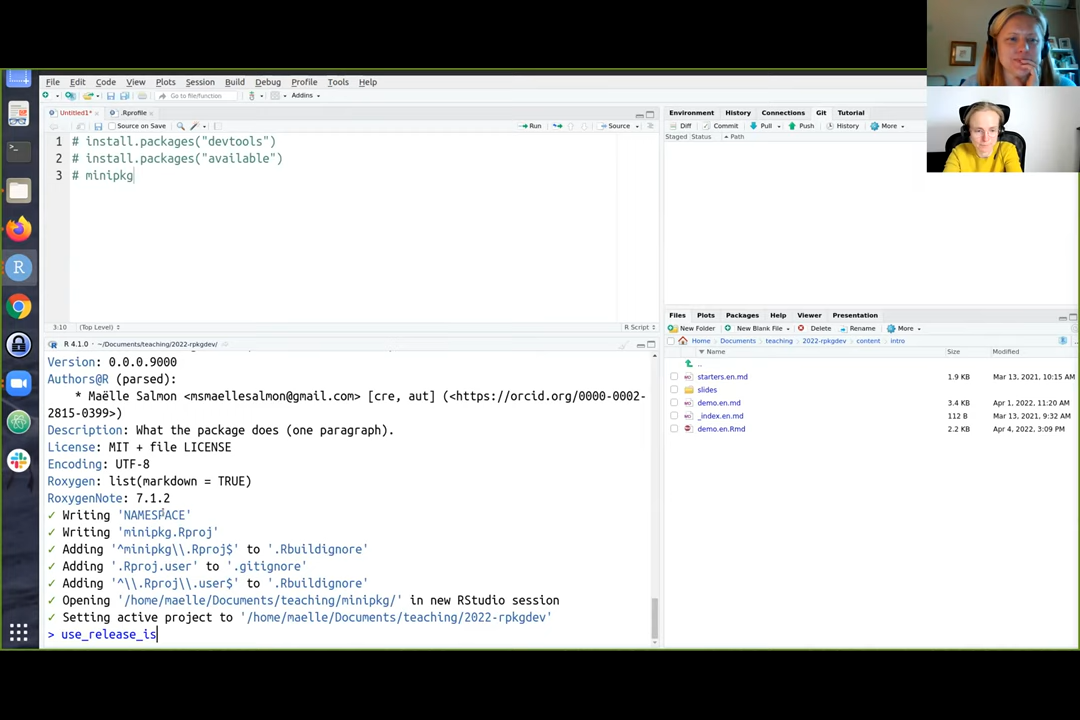 File Edit Code View Plots Session Build Debug Profile Tools Help
Go to file/function
Addins
Untitled1* .Rprofile
Source on Save
Run
Source
1 # install.packages("devtools")
2 # install.packages("available")
3 # minipkg
3:10 (Top Level) R Script
R 4.1.0 · ~/Documents/teaching/2022-rpkgdev/
Version: 0.0.0.9000
Authors@R (parsed):
* Maëlle Salmon <msmaellesalmon@gmail.com> [cre, aut] (<https://orcid.org/0000-0002-
2815-0399>)
Description: What the package does (one paragraph).
License: MIT + file LICENSE
Encoding: UTF-8
Roxygen: list(markdown = TRUE)
RoxygenNote: 7.1.2
✓ Writing 'NAMESPACE'
✓ Writing 'minipkg.Rproj'
✓ Adding '^minipkg\\.Rproj$' to '.Rbuildignore'
✓ Adding '.Rproj.user' to '.gitignore'
✓ Adding '^\\.Rproj\\.user$' to '.Rbuildignore'
✓ Opening '/home/maelle/Documents/teaching/minipkg/' in new RStudio session
✓ Setting active project to '/home/maelle/Documents/teaching/2022-rpkgdev'
> use_release_is
Environment History Connections Git Tutorial
Diff Commit Pull Push History More
Staged Status Path
Files Plots Packages Help Viewer Presentation
New Folder New Blank File Delete Rename More
Home Documents teaching 2022-rpkgdev content intro
Name Size Modified
..
starters.en.md 1.9 KB Mar 13, 2021, 10:15 AM
slides
demo.en.md 3.4 KB Apr 1, 2022, 11:20 AM
_index.en.md 112 B Mar 13, 2021, 9:32 AM
demo.en.Rmd 2.2 KB Apr 4, 2022, 3:09 PM